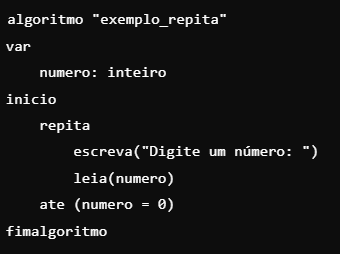 algoritmo "exemplo_repita"
var
    numero: inteiro
inicio
    repita
        escreva("Digite um número: ")
        leia(numero)
    ate (numero = 0)
fimalgoritmo